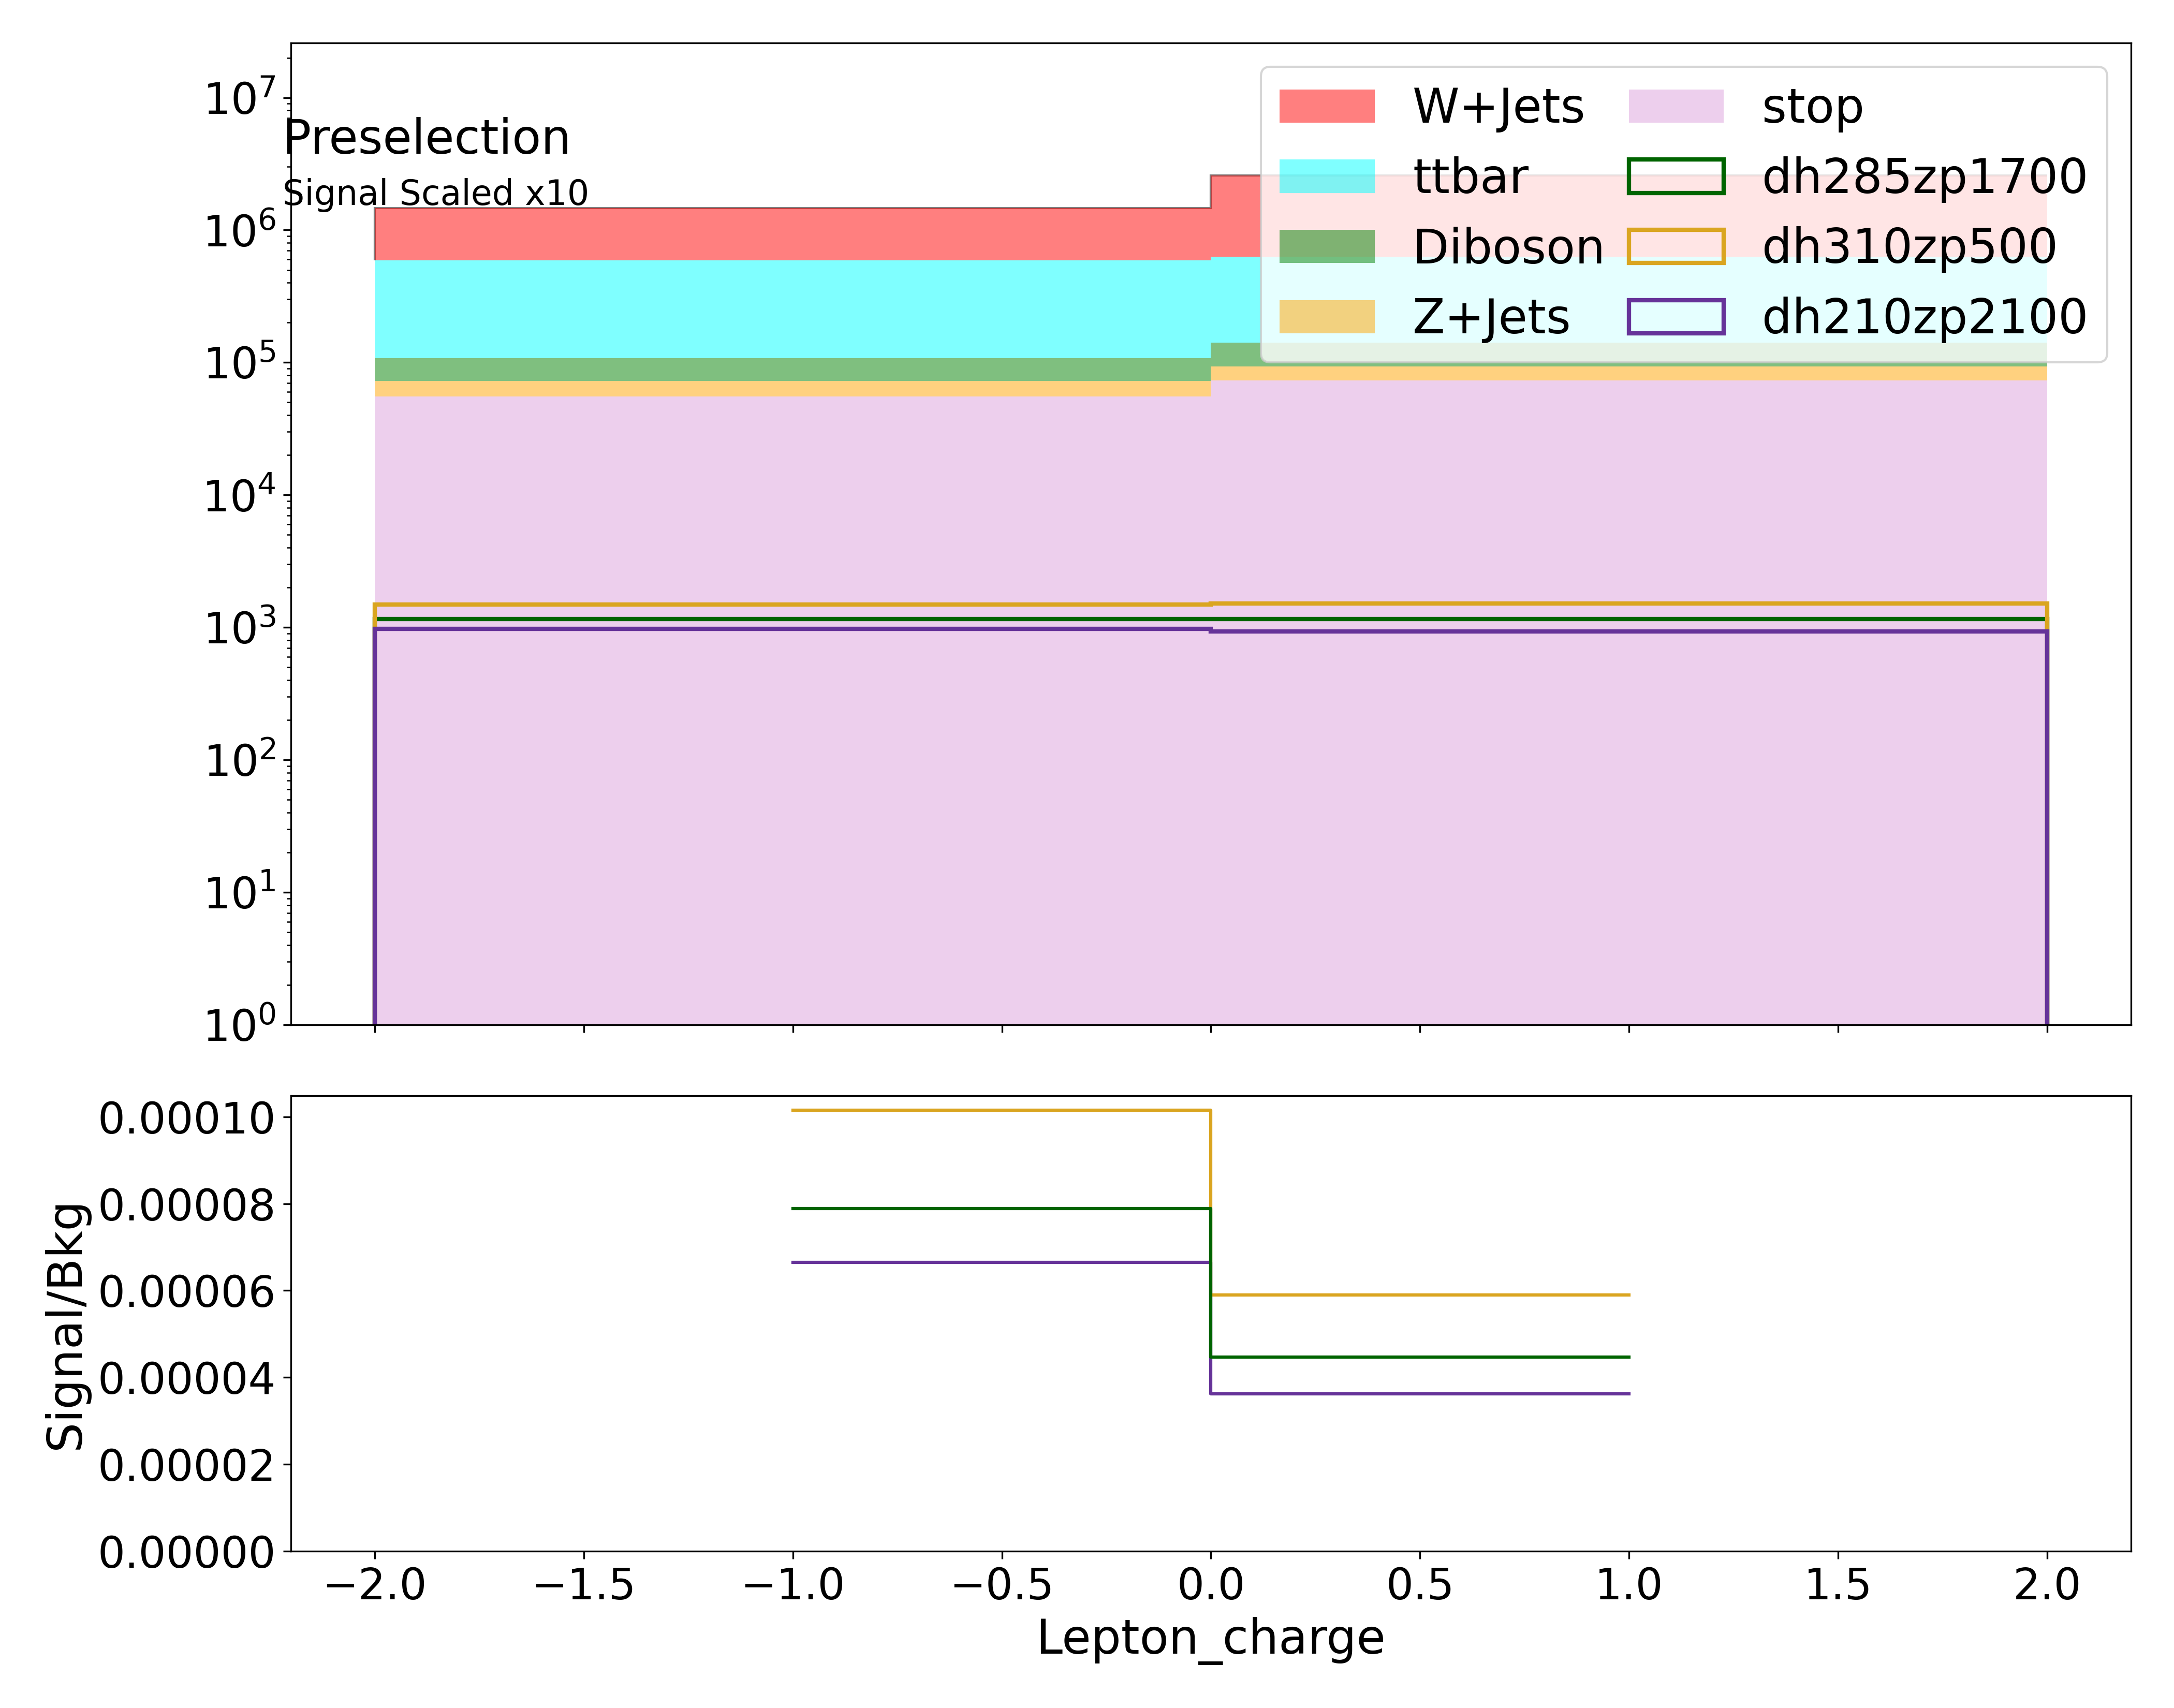 10^7
10^6
10^5
10^4
10^3
10^2
10^1
10^0
Preselection
Signal Scaled x10
W+Jets
ttbar
Diboson
Z+Jets
stop
dh285zp1700
dh310zp500
dh210zp2100
Signal/Bkg
0.00010
0.00008
0.00006
0.00004
0.00002
0.00000
−2.0 −1.5 −1.0 −0.5 0.0 0.5 1.0 1.5 2.0
Lepton_charge